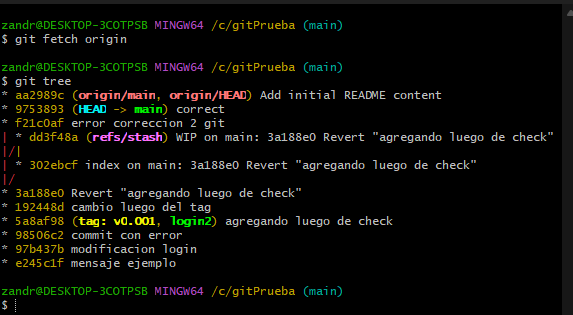 zandr@DESKTOP-3COTPSB MINGW64 /c/gitPrueba (main)
$ git fetch origin
zandr@DESKTOP-3COTPSB MINGW64 /c/gitPrueba (main)
$ git tree
* aa2989c (origin/main, origin/HEAD) Add initial README content
* 9753893 (HEAD -> main) correct
* f21c0af error correccion 2 git
| * dd3f48a (refs/stash) WIP on main: 3a188e0 Revert "agregando luego de check"
|/|
| * 302ebcf index on main: 3a188e0 Revert "agregando luego de check"
|/
* 3a188e0 Revert "agregando luego de check"
* 192448d cambio luego del tag
* 5a8af98 (tag: v0.001, login2) agregando luego de check
* 98506c2 commit con error
* 97b437b modificacion login
* e245c1f mensaje ejemplo
zandr@DESKTOP-3COTPSB MINGW64 /c/gitPrueba (main)
$